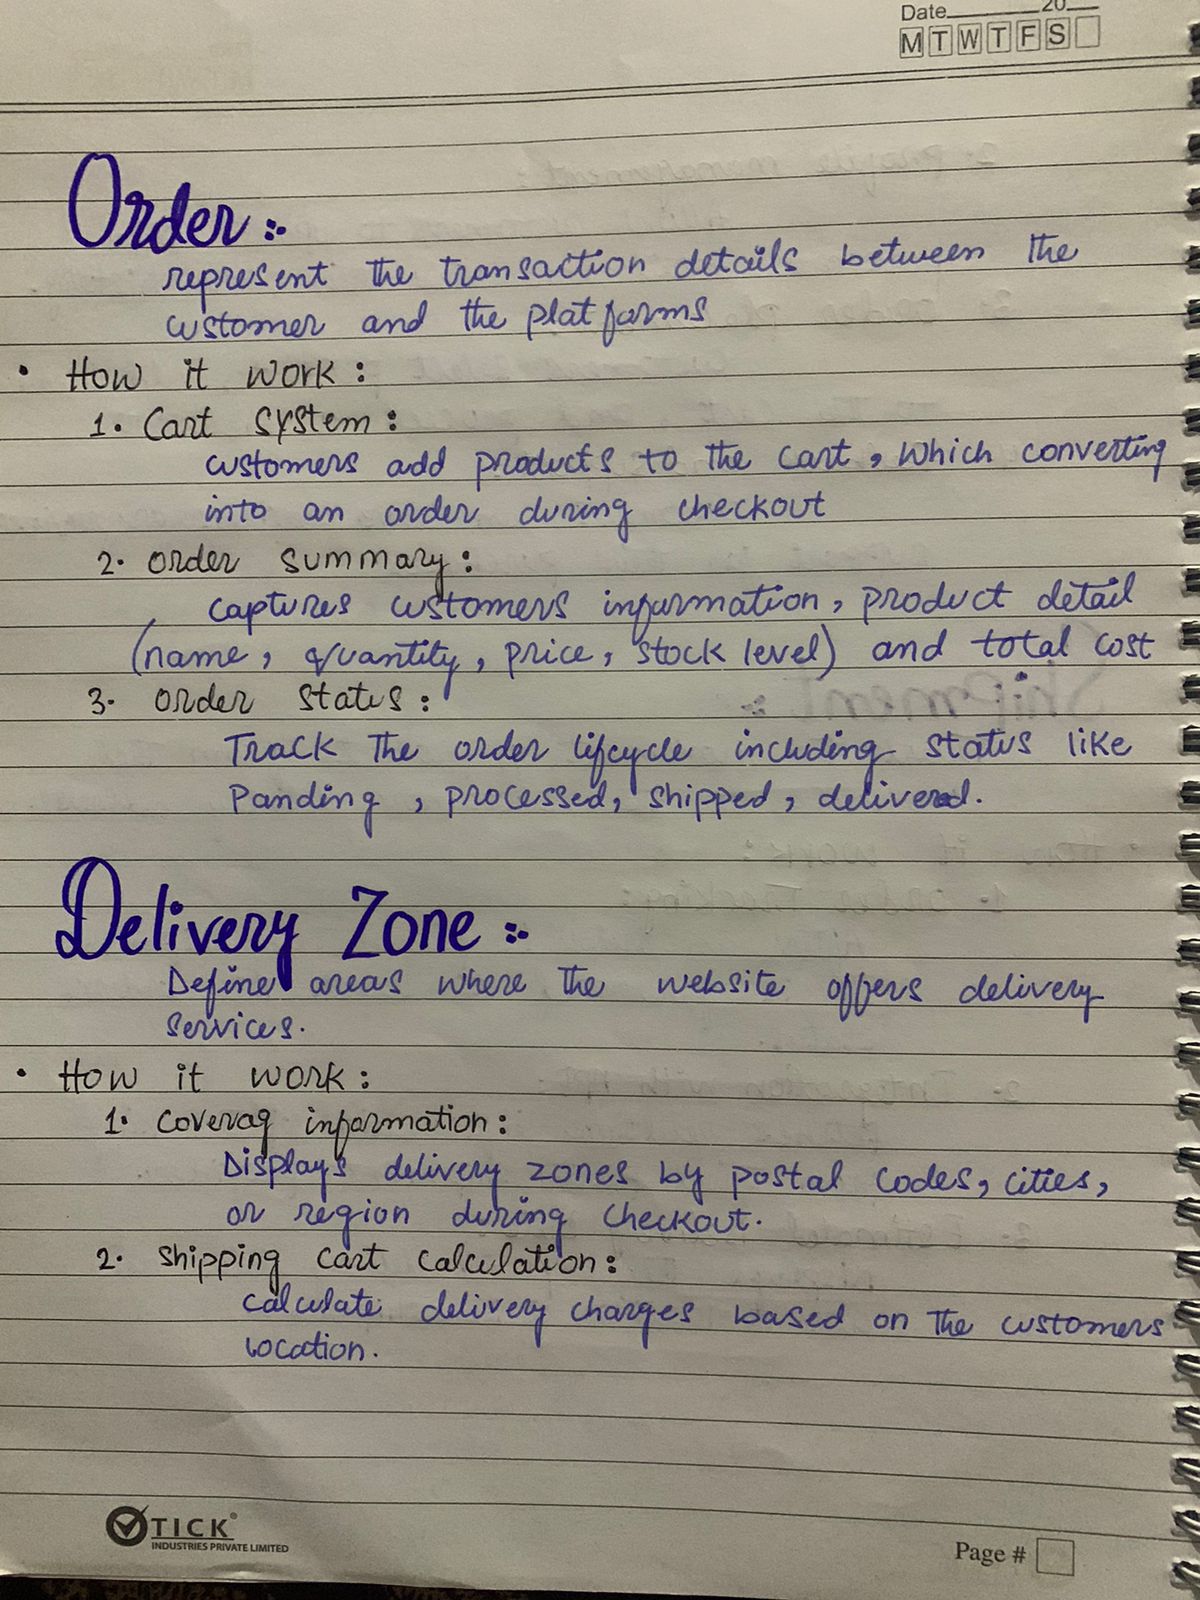 Date 20
M T W T F S
Order :-
represent the transaction details between the
customer and the platforms
• How it work :
1. Cart system :
customers add products to the cart, which converting
into an order during checkout
2. order summary :
captures customers information, product detail
(name, quantity, price, stock level) and total cost
3. order status :
Track The order lifcycle including status like
Panding, processed, shipped, delivered.
Delivery Zone :-
Define areas where the website offers delivery
services.
• How it work :
1. coverag information :
Displays delivery zones by postal codes, cities,
or region during checkout.
2. shipping cart calculation :
calculate delivery charges based on the customers
location.
TICK
INDUSTRIES PRIVATE LIMITED
Page #